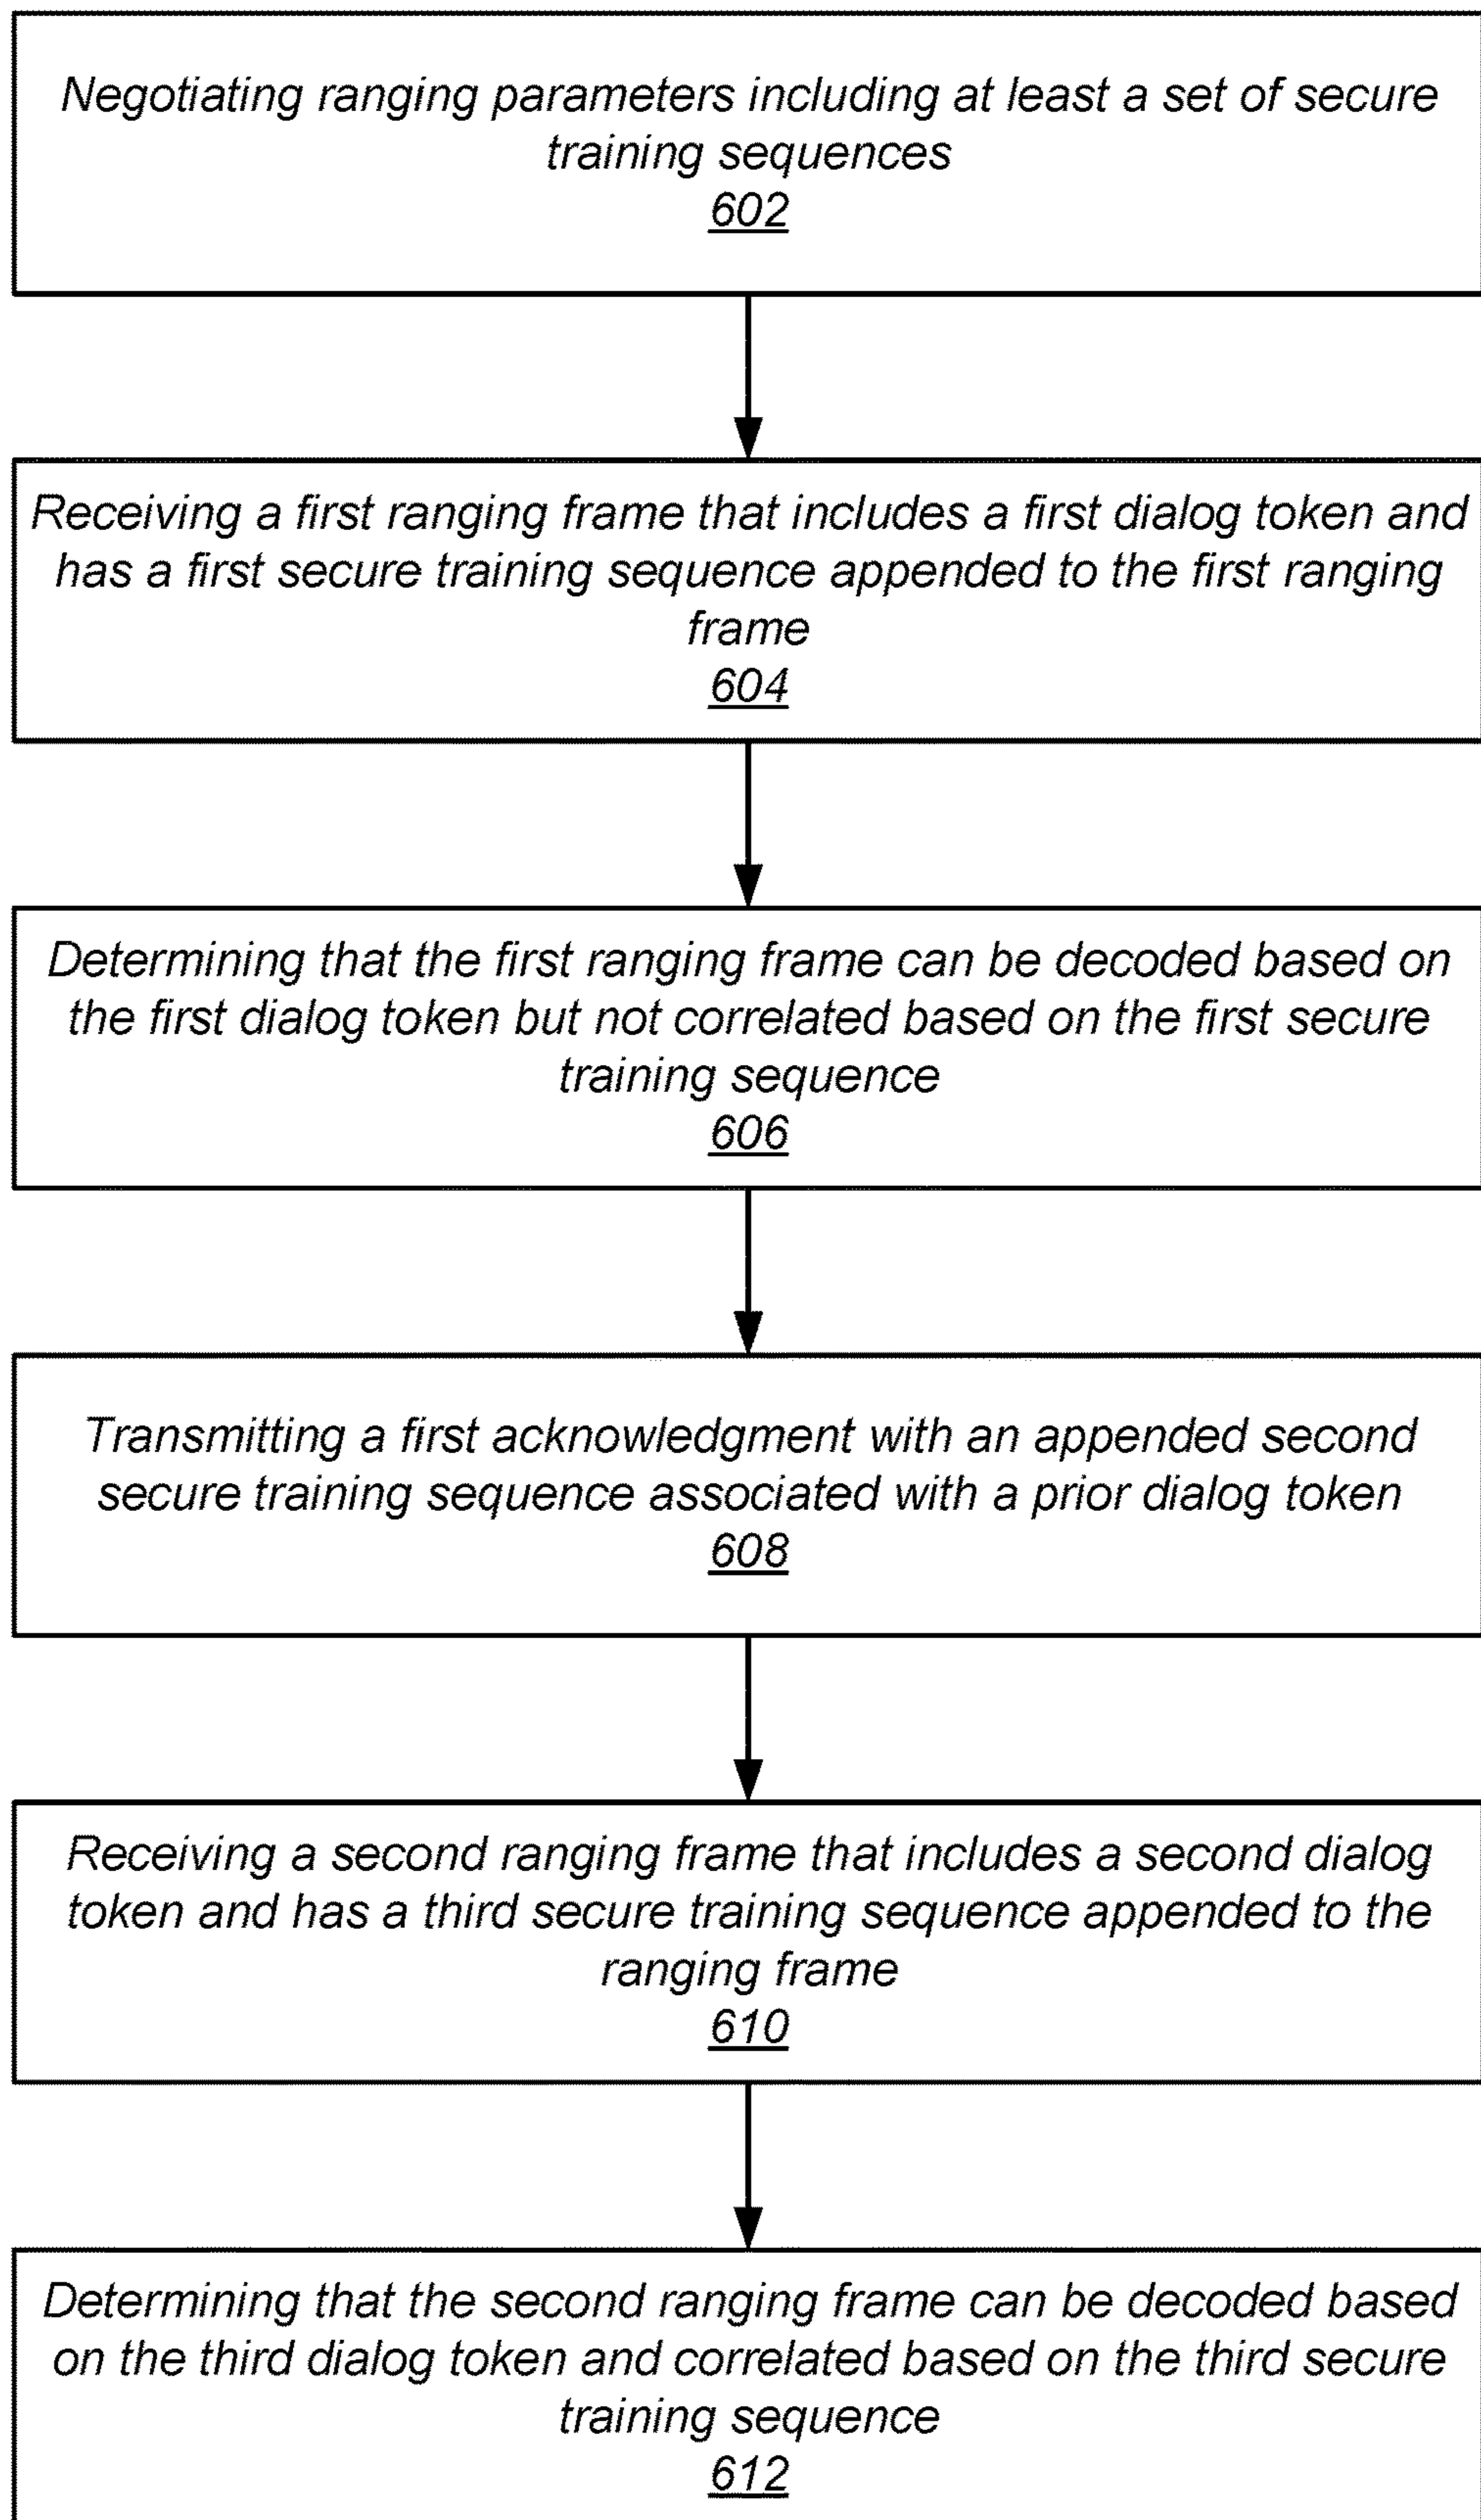 Negotiating ranging parameters including at least a set of secure
training sequences
602
Receiving a first ranging frame that includes a first dialog token and
has a first secure training sequence appended to the first ranging
frame
604
Determining that the first ranging frame can be decoded based on
the first dialog token but not correlated based on the first secure
training sequence
606
Transmitting a first acknowledgment with an appended second
secure training sequence associated with a prior dialog token
608
Receiving a second ranging frame that includes a second dialog
token and has a third secure training sequence appended to the
ranging frame
610
Determining that the second ranging frame can be decoded based
on the third dialog token and correlated based on the third secure
training sequence
612